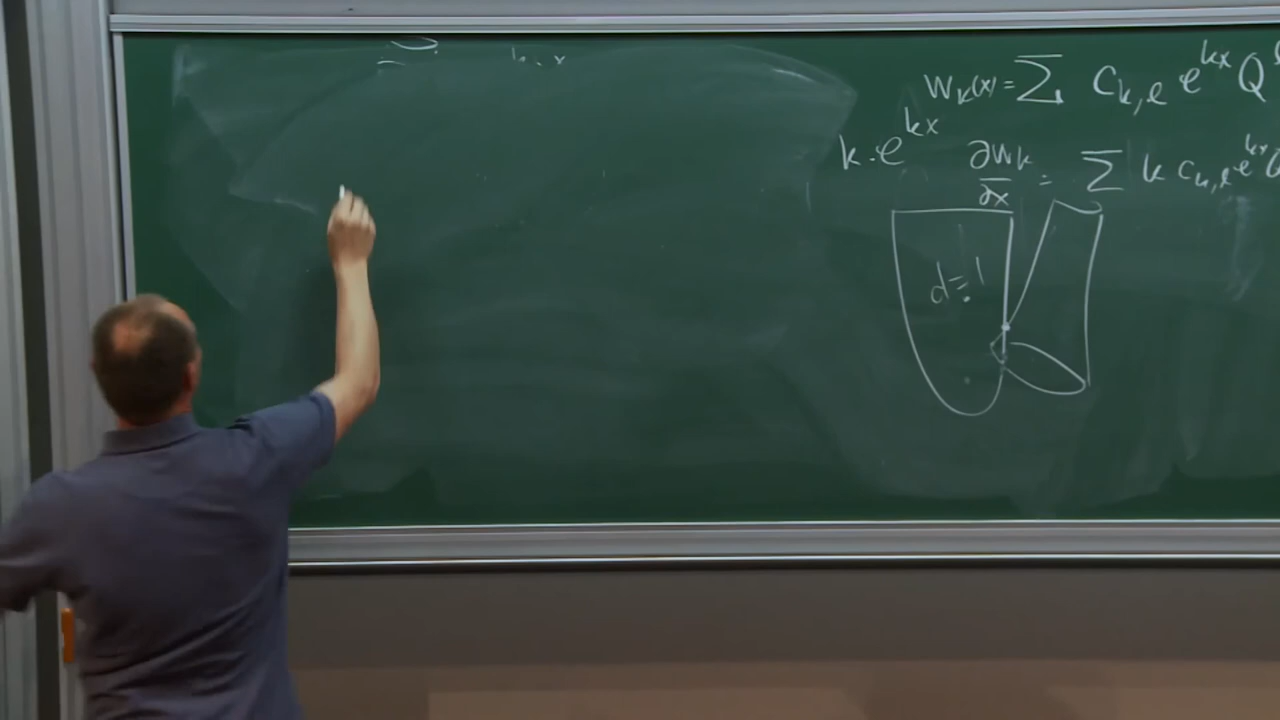 W_k(x) = ∑ C_{k,ℓ} e^{kx} Q
k · e^{kx} ∂W_k/∂x = ∑ k C_{k,ℓ} e^{kx} Q
d = 1